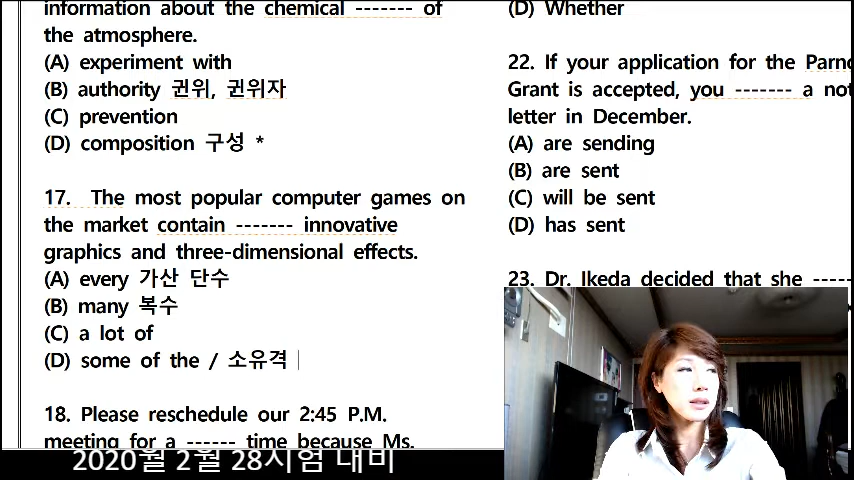 information about the chemical ------- of
the atmosphere.
(A) experiment with
(B) authority 권위, 권위자
(C) prevention
(D) composition 구성 *
17. The most popular computer games on
the market contain ------- innovative
graphics and three-dimensional effects.
(A) every 가산 단수
(B) many 복수
(C) a lot of
(D) some of the / 소유격
18. Please reschedule our 2:45 P.M.
meeting for a ------ time because Ms.
(D) Whether
22. If your application for the
Grant is accepted, you ------- a
letter in December.
(A) are sending
(B) are sent
(C) will be sent
(D) has sent
23. Dr. Ikeda decided that she -----
2020월 2월 28시험 대비